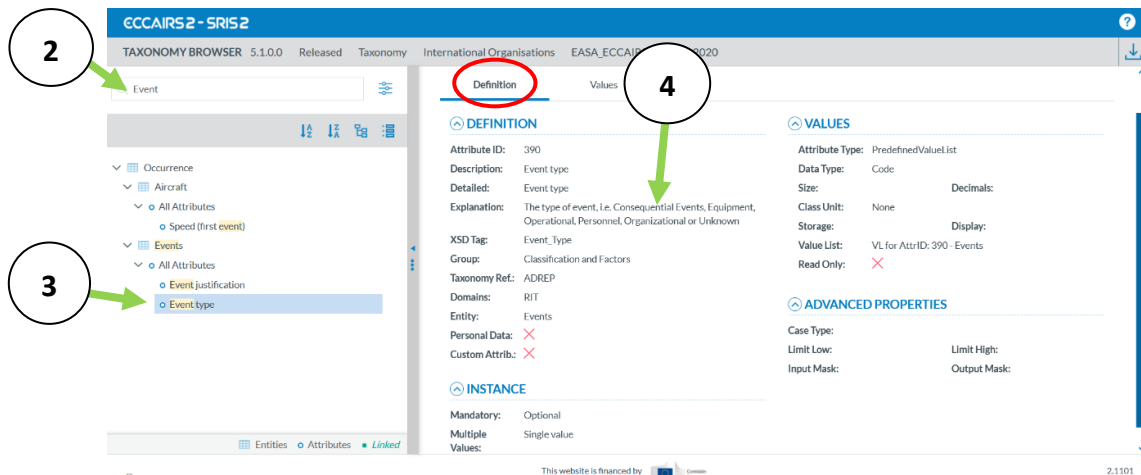 ECCAIRS 2 - SRIS 2
?
TAXONOMY BROWSER 5.1.0.0 Released Taxonomy International Organisations EASA_ECCAIR 2020
2
Event
Definition Values
4
DEFINITION
Attribute ID: 390
Description: Event type
Detailed: Event type
Explanation: The type of event, i.e. Consequential Events, Equipment,
Operational, Personnel, Organizational or Unknown
XSD Tag: Event_Type
Group: Classification and Factors
Taxonomy Ref.: ADREP
Domains: RIT
Entity: Events
Personal Data:
Custom Attrib.:
INSTANCE
Mandatory: Optional
Multiple Single value
Values:
VALUES
Attribute Type: PredefinedValueList
Data Type: Code
Size: Decimals:
Class Unit: None
Storage: Display:
Value List: VL for AttrID: 390 - Events
Read Only:
ADVANCED PROPERTIES
Case Type:
Limit Low: Limit High:
Input Mask: Output Mask:
Occurrence
Aircraft
All Attributes
Speed (first event)
Events
All Attributes
Event justification
3
Event type
Entities Attributes Linked
This website is financed by
2.1101